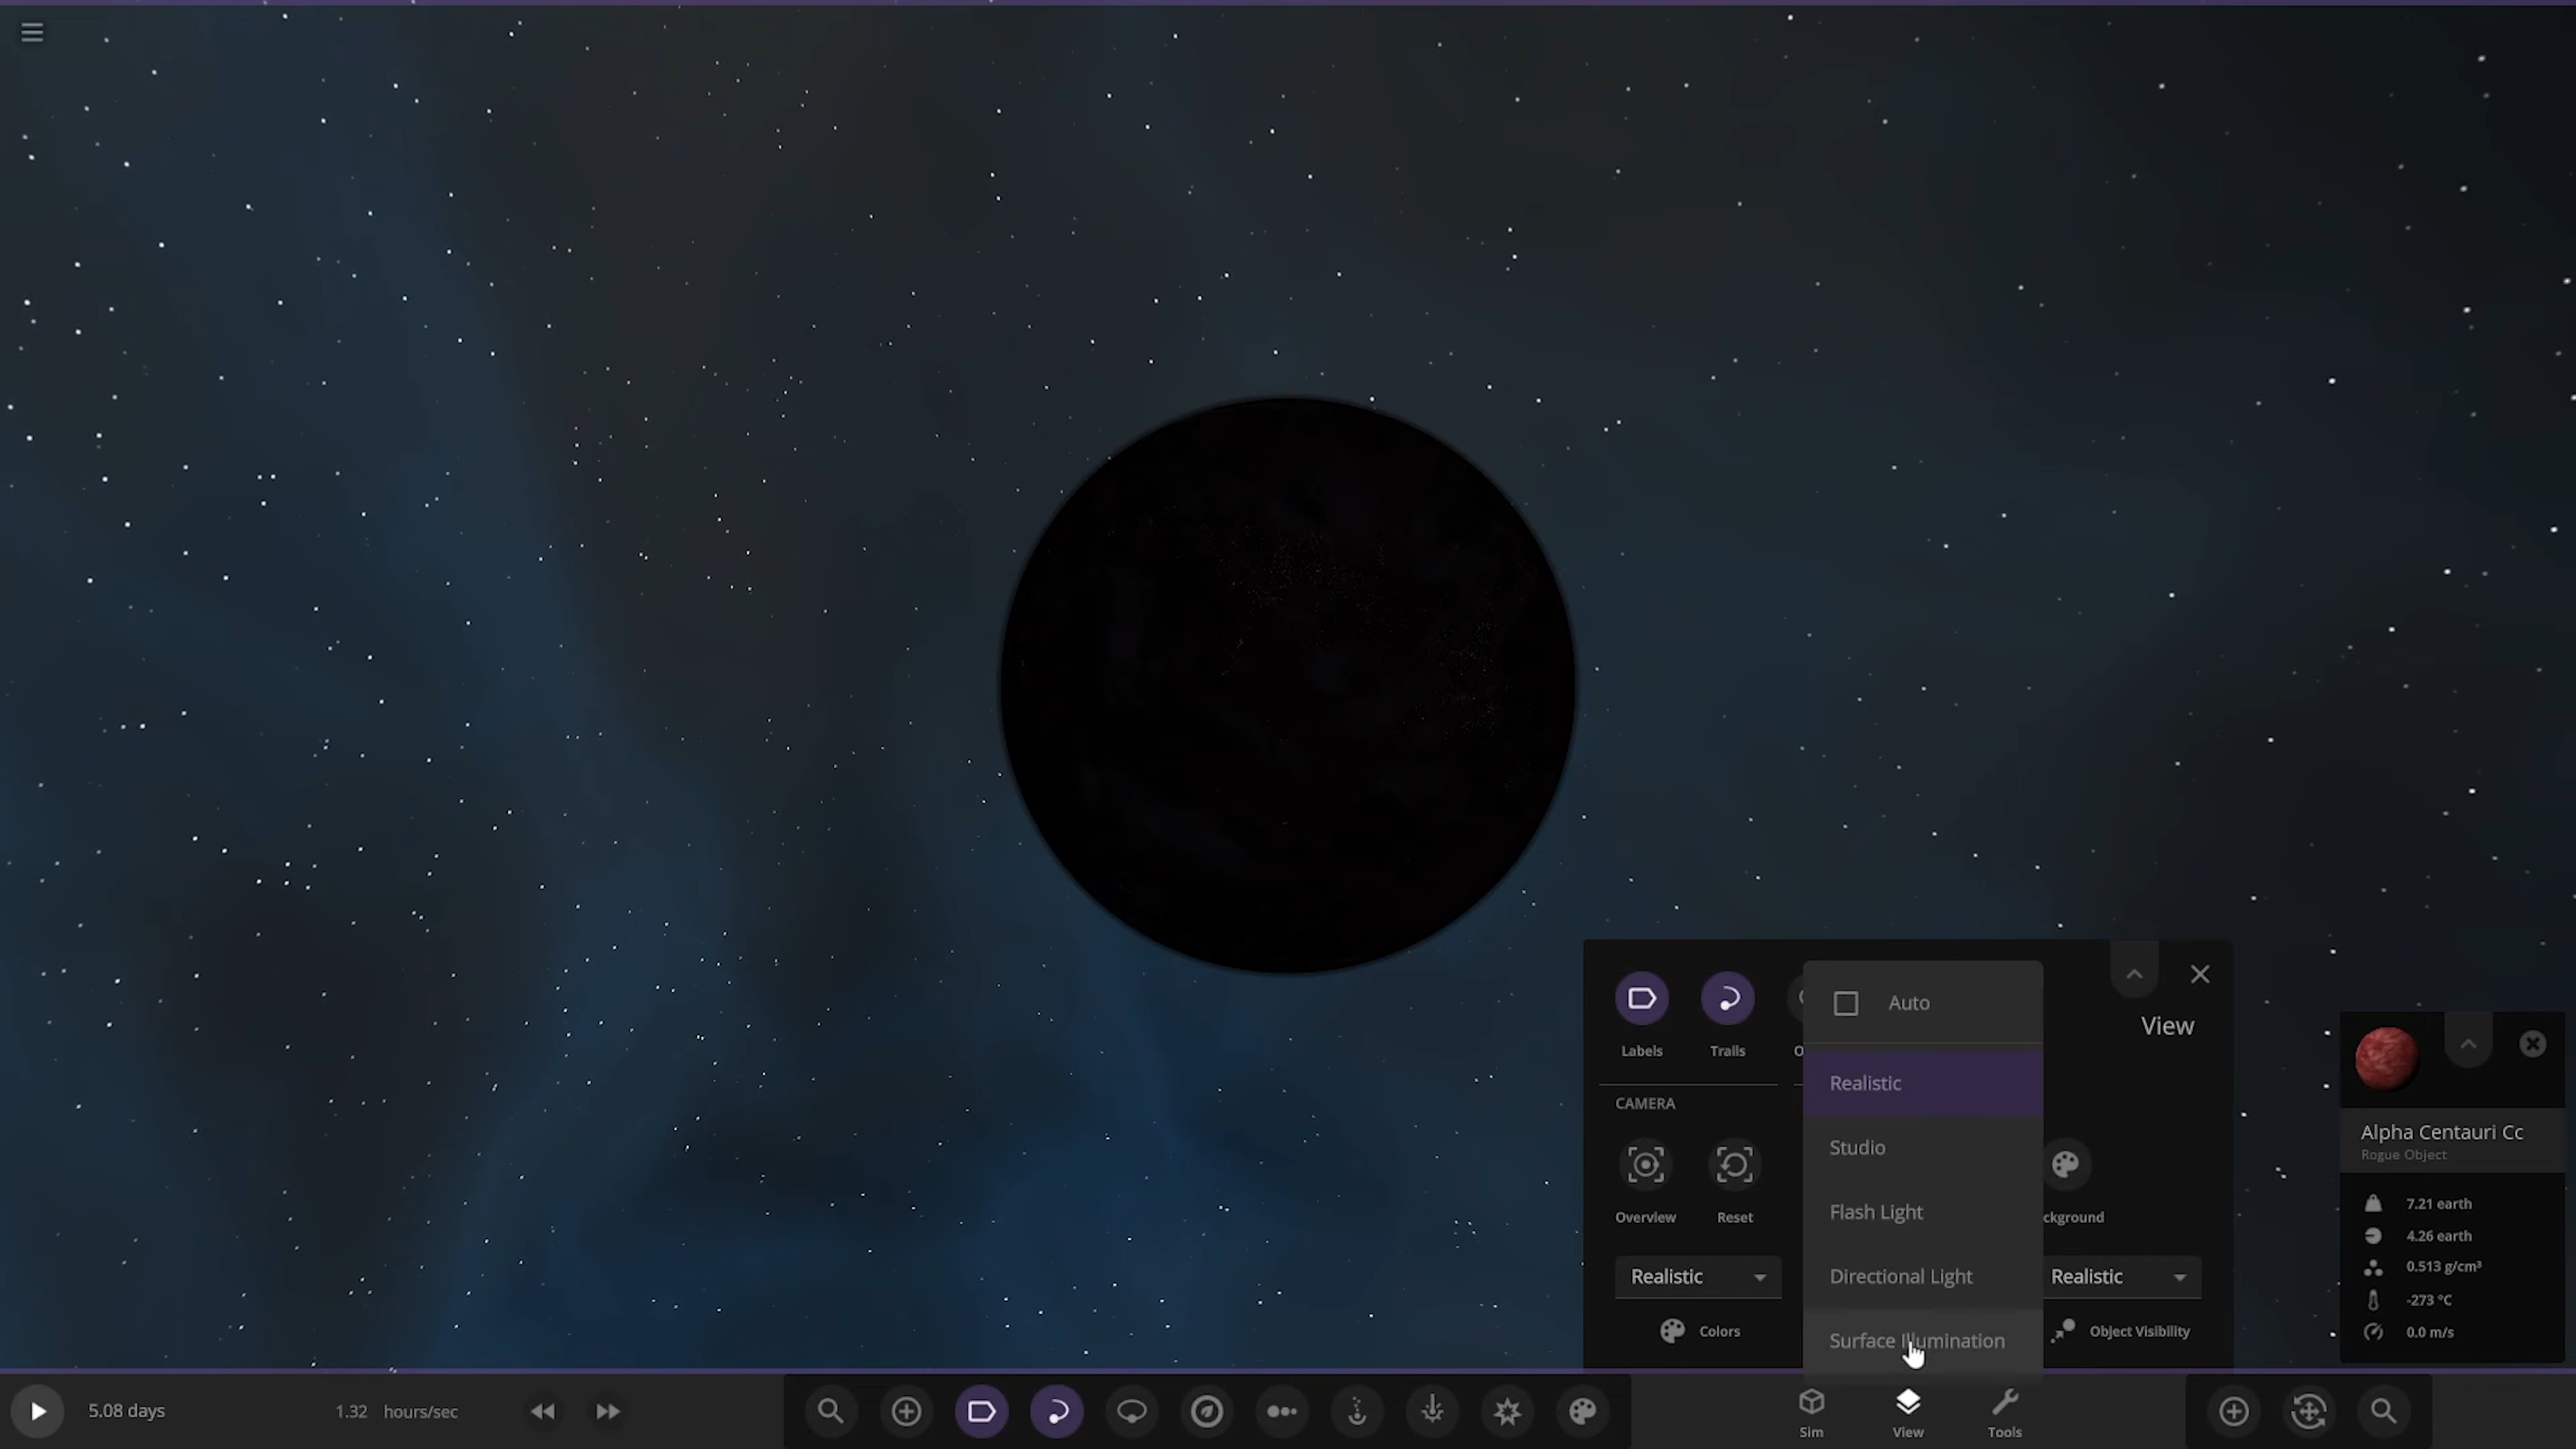 Auto
Labels
Trails
O
View
Realistic
CAMERA
Studio
Overview
Reset
Flash Light
ckground
Realistic
Directional Light
Realistic
Colors
Surface Illumination
Object Visibility
Alpha Centauri Cc
Rogue Object
7.21 earth
4.26 earth
0.513 g/cm³
-273 °C
0.0 m/s
5.08 days
1.32 hours/sec
Sim
View
Tools